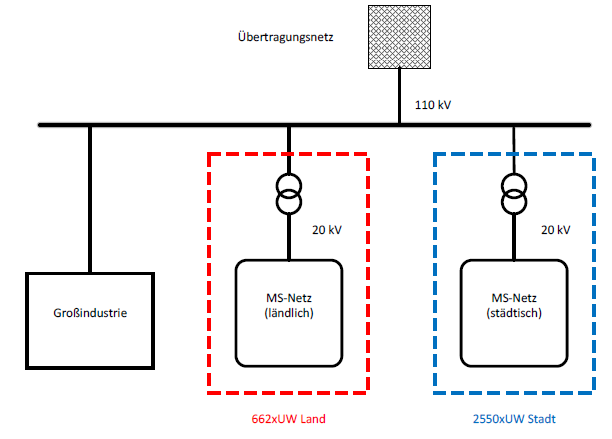 Übertragungsnetz
110 kV
20 kV
20 kV
Großindustrie
MS-Netz
(ländlich)
MS-Netz
(städtisch)
662xUW Land
2550xUW Stadt